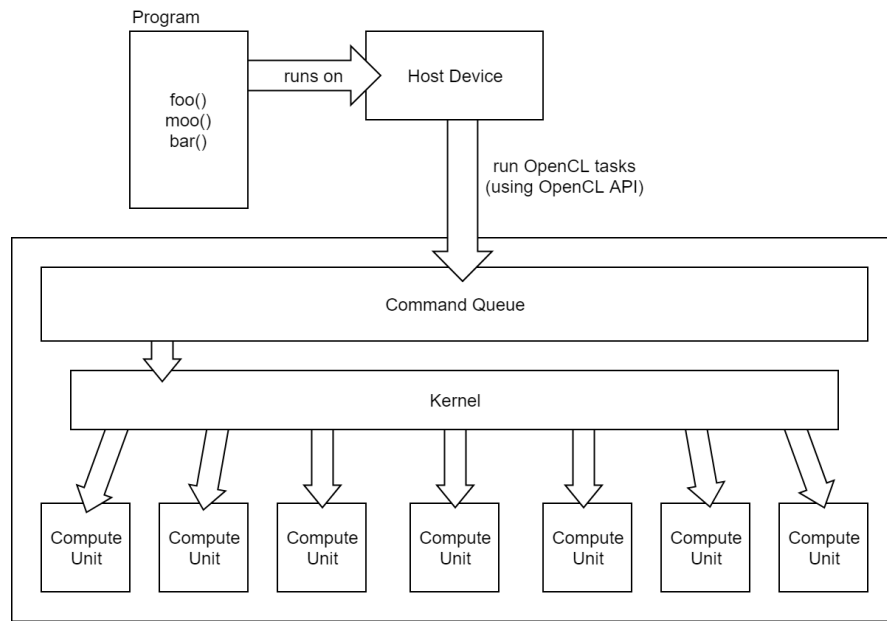 Program
foo()
moo()
bar()
runs on
Host Device
run OpenCL tasks
(using OpenCL API)
Command Queue
Kernel
Compute
Unit
Compute
Unit
Compute
Unit
Compute
Unit
Compute
Unit
Compute
Unit
Compute
Unit